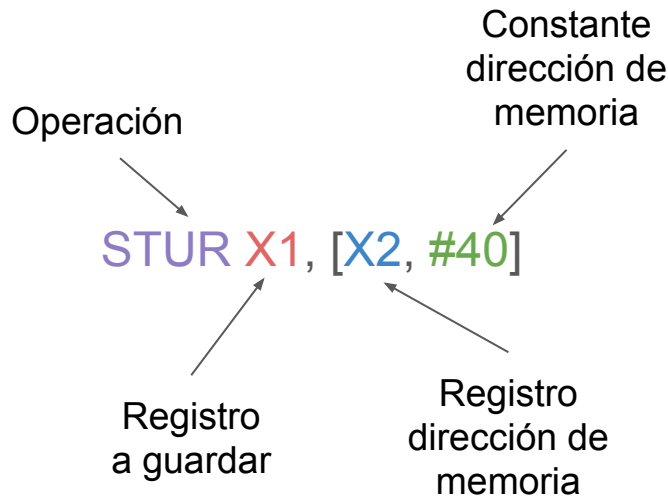 Constante
dirección de
memoria
Operación
STUR X1, [X2, #40]
Registro
a guardar
Registro
dirección de
memoria